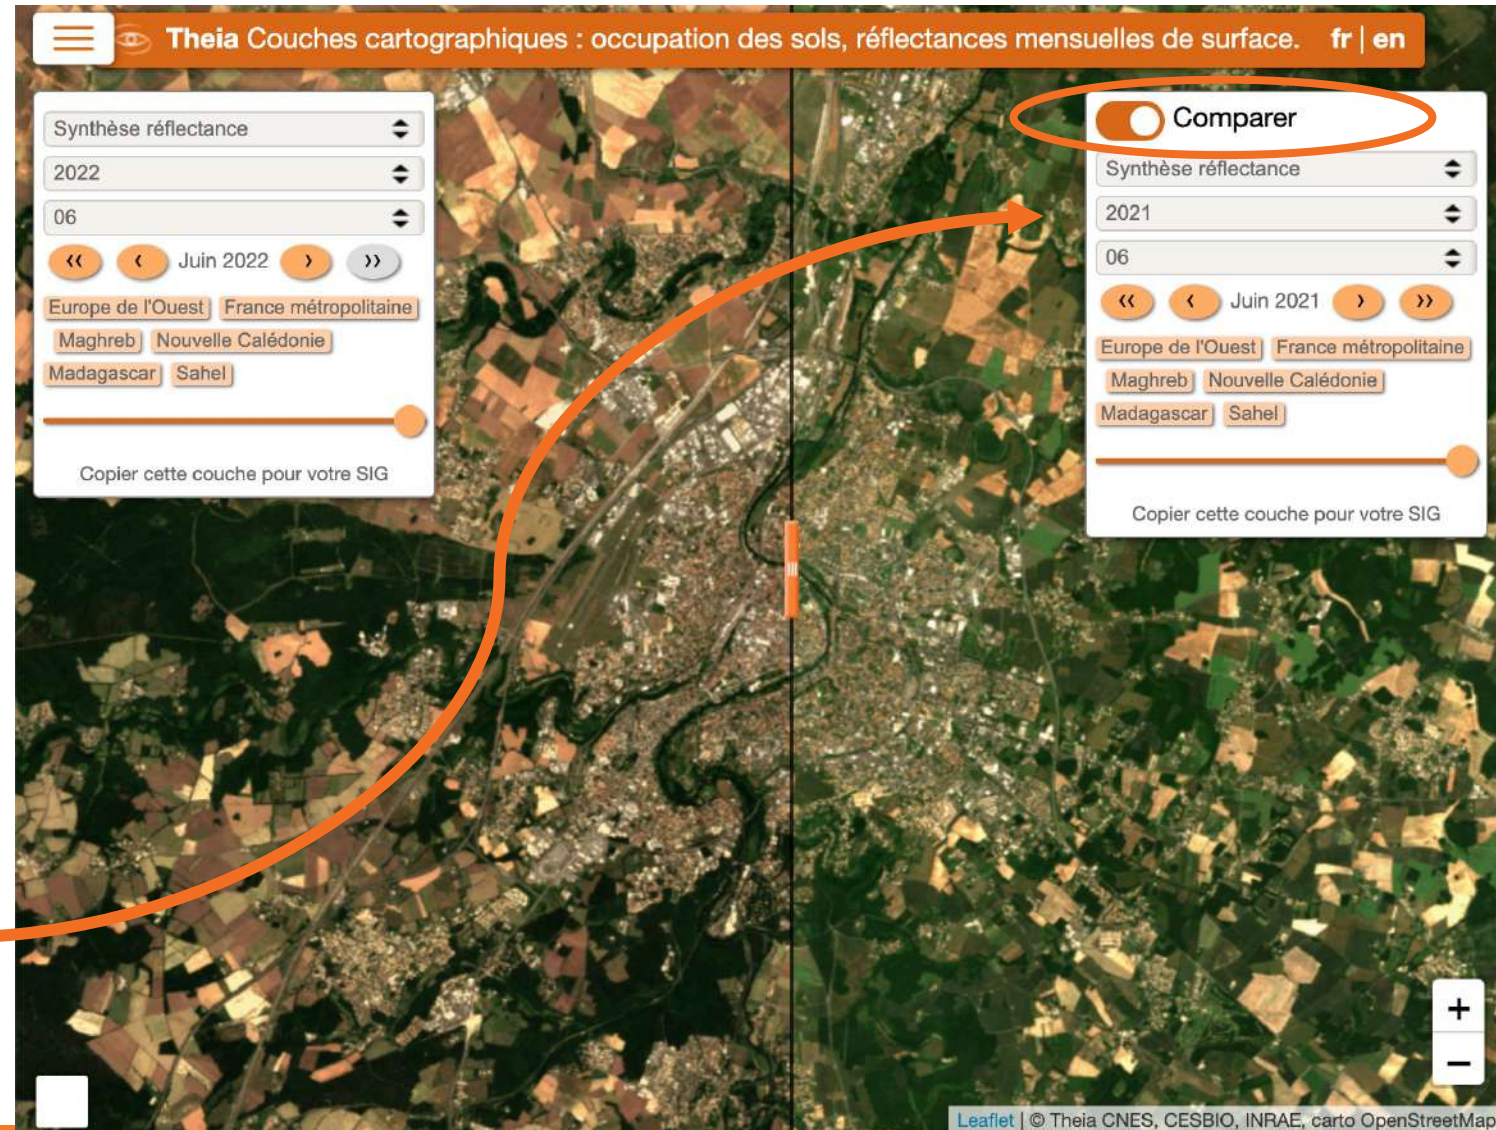 Theia Couches cartographiques : occupation des sols, réflectances mensuelles de surface. fr | en
Synthèse réflectance
2022
06
‹‹ ‹ Juin 2022 › ››
Europe de l'Ouest France métropolitaine
Maghreb Nouvelle Calédonie
Madagascar Sahel
Copier cette couche pour votre SIG
Comparer
Synthèse réflectance
2021
06
‹‹ ‹ Juin 2021 › ››
Europe de l'Ouest France métropolitaine
Maghreb Nouvelle Calédonie
Madagascar Sahel
Copier cette couche pour votre SIG
+
−
Leaflet | © Theia CNES, CESBIO, INRAE, carto OpenStreetMap